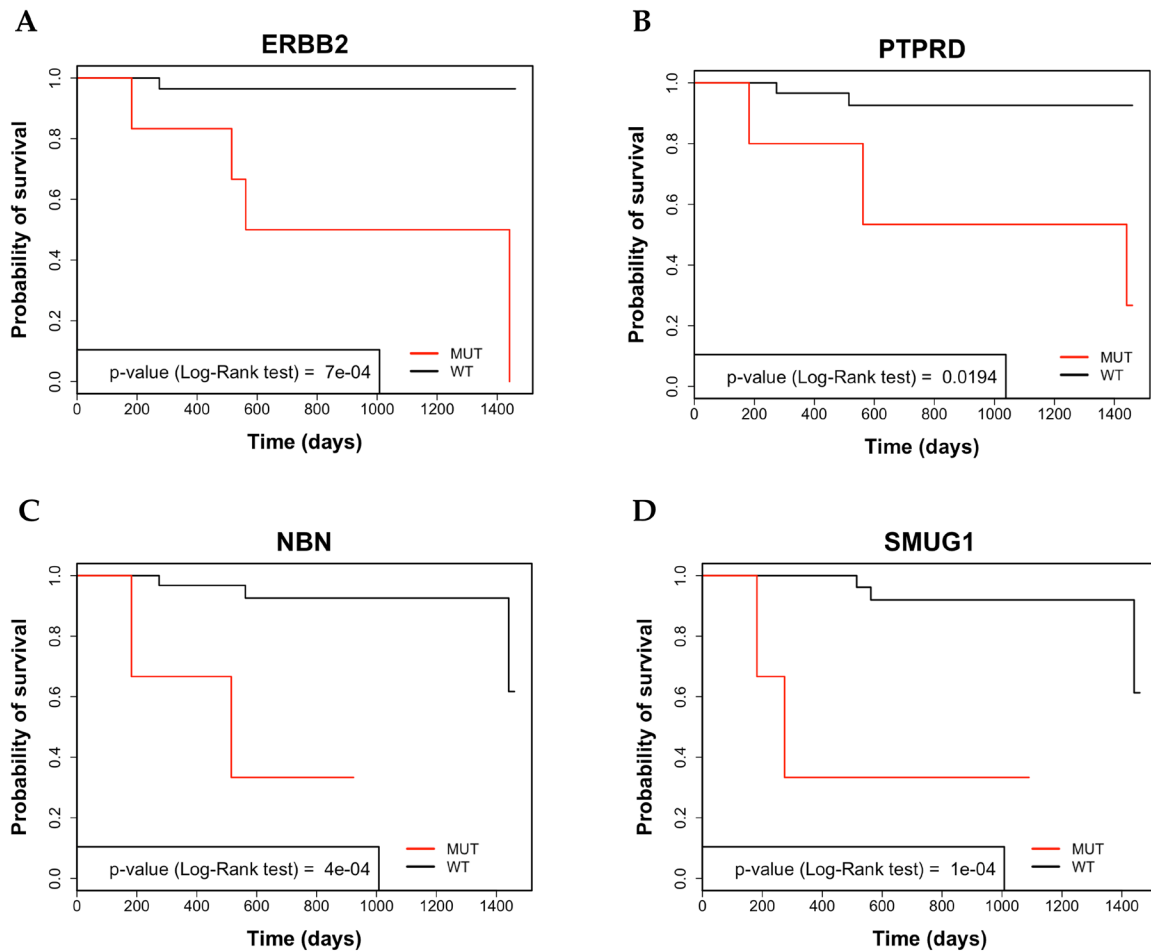 A
ERBB2
Probability of survival
1.0
0.8
0.6
0.4
0.2
0.0
p-value (Log-Rank test) = 7e-04
MUT
WT
0 200 400 600 800 1000 1200 1400
Time (days)
B
PTPRD
Probability of survival
1.0
0.8
0.6
0.4
0.2
0.0
p-value (Log-Rank test) = 0.0194
MUT
WT
0 200 400 600 800 1000 1200 1400
Time (days)
C
NBN
Probability of survival
1.0
0.8
0.6
0.4
0.2
0.0
p-value (Log-Rank test) = 4e-04
MUT
WT
0 200 400 600 800 1000 1200 1400
Time (days)
D
SMUG1
Probability of survival
1.0
0.8
0.6
0.4
0.2
0.0
p-value (Log-Rank test) = 1e-04
MUT
WT
0 200 400 600 800 1000 1200 1400
Time (days)